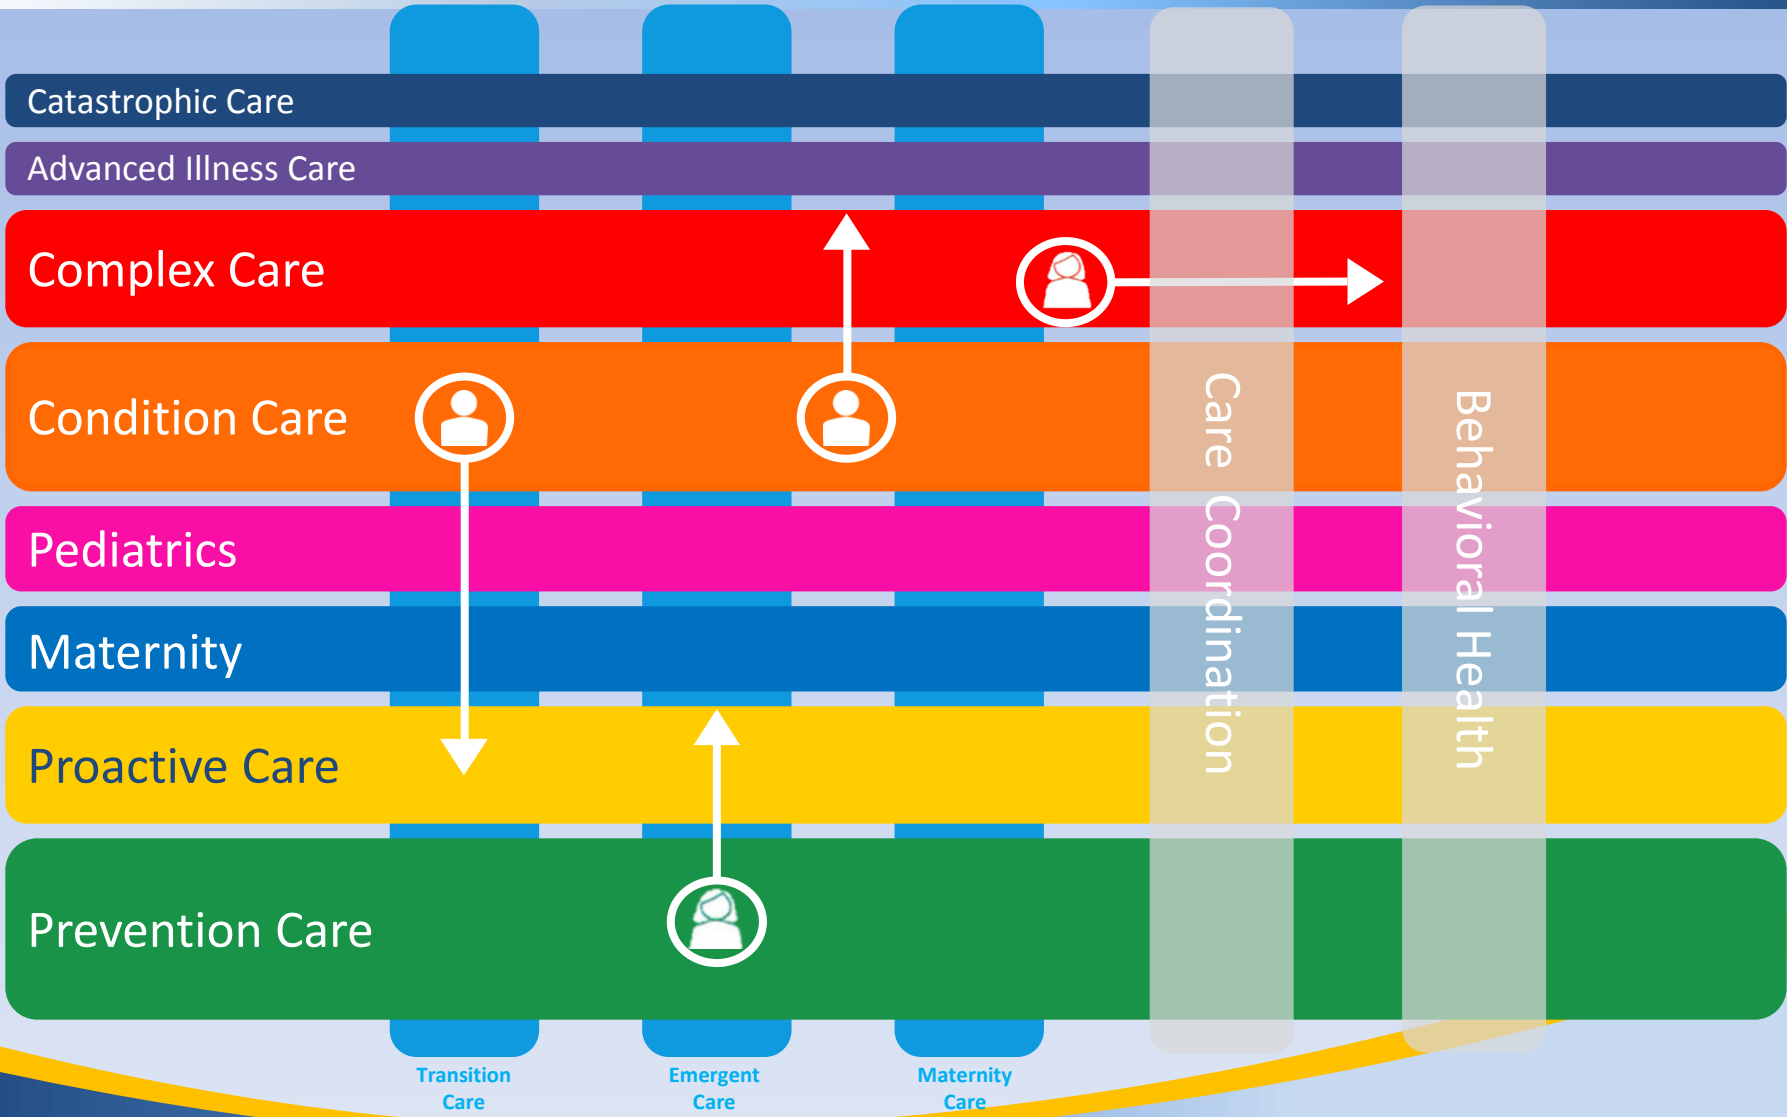 Catastrophic Care
Advanced Illness Care
Complex Care
Condition Care
Pediatrics
Maternity
Proactive Care
Prevention Care
Care Coordination
Behavioral Health
Transition
Care
Emergent
Care
Maternity
Care